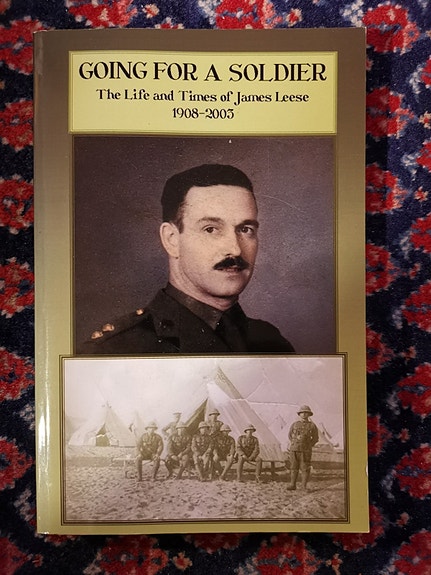 GOING FOR A SOLDIER
The Life and Times of James Leese
1908-2003